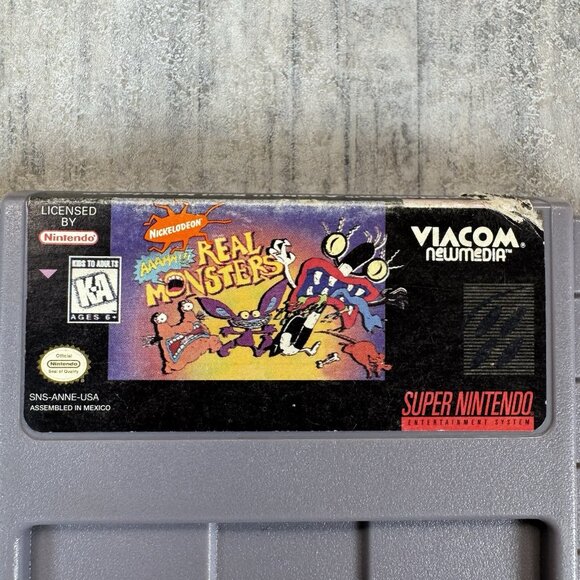 LICENSED
BY
Nintendo
KIDS TO ADULTS
K-A
AGES 6+
Official
Nintendo
Seal of Quality
SNS-ANNE-USA
ASSEMBLED IN MEXICO
NICKELODEON
AAAHH!!!
REAL
MONSTERS
VIACOM®
newmedia™
SUPER NINTENDO
ENTERTAINMENT SYSTEM